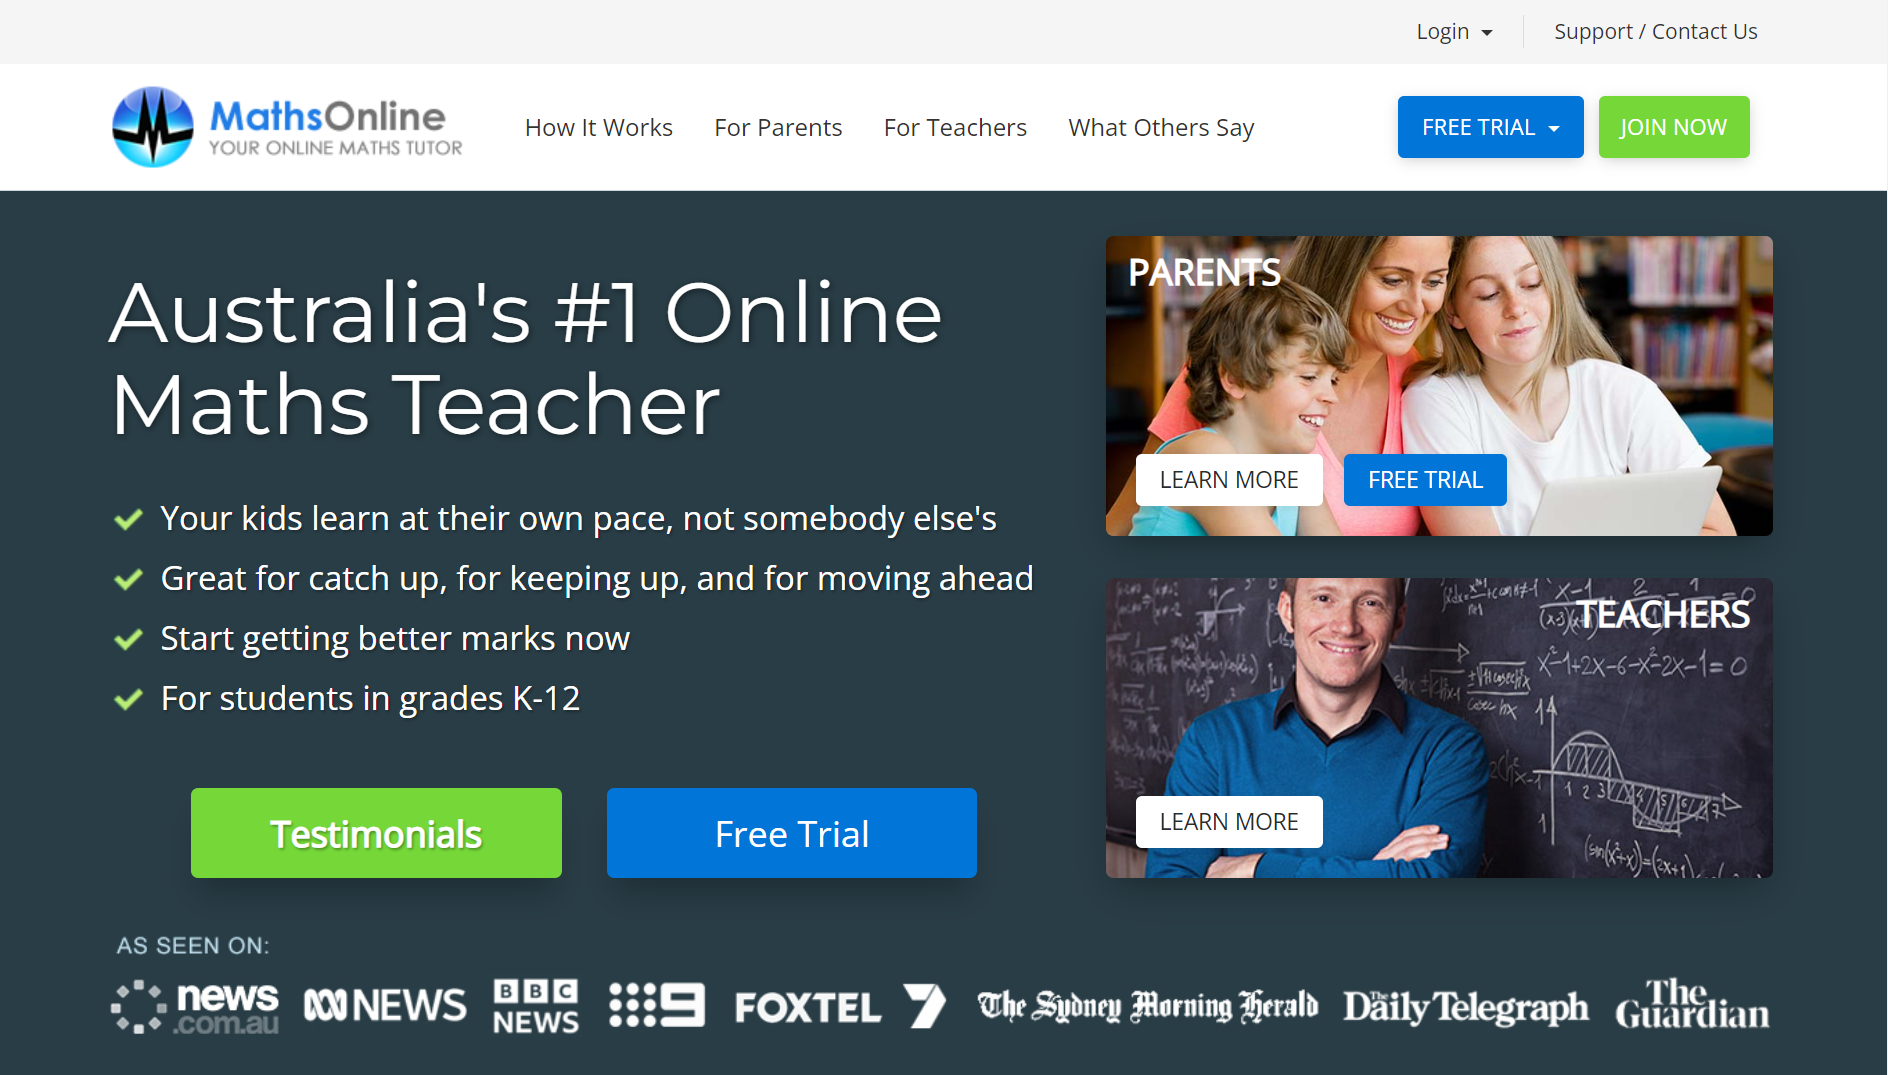 Login
Support / Contact Us
MathsOnline
YOUR ONLINE MATHS TUTOR
How It Works
For Parents
For Teachers
What Others Say
FREE TRIAL
JOIN NOW
Australia's #1 Online
Maths Teacher
Your kids learn at their own pace, not somebody else's
Great for catch up, for keeping up, and for moving ahead
Start getting better marks now
For students in grades K-12
Testimonials
Free Trial
PARENTS
LEARN MORE
FREE TRIAL
TEACHERS
LEARN MORE
AS SEEN ON:
news
.com.au
NEWS
BBC
NEWS
9
FOXTEL
7
The Sydney Morning Herald
The Daily Telegraph
The
Guardian